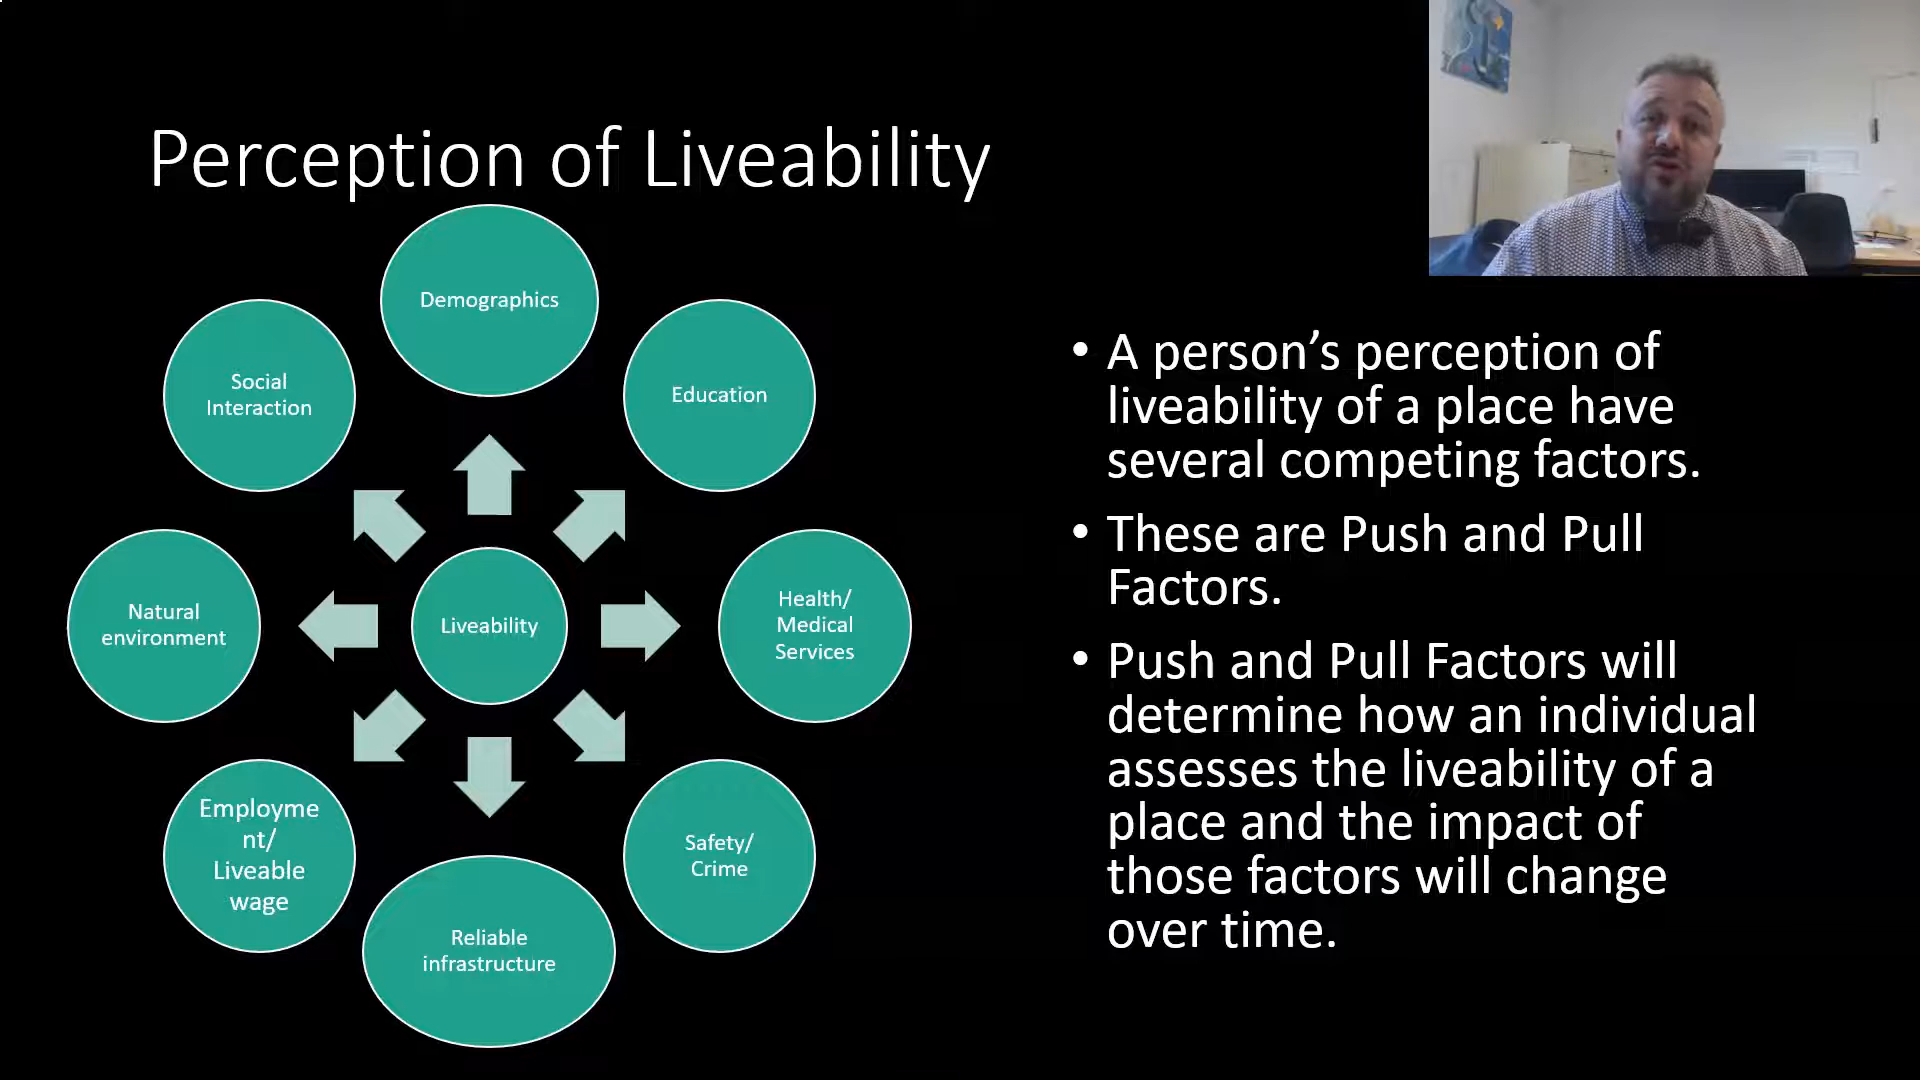 Perception of Liveability
Demographics
Social
Interaction
Education
Natural
environment
Liveability
Health/
Medical
Services
Employme
nt/
Liveable
wage
Safety/
Crime
Reliable
infrastructure
• A person’s perception of
liveability of a place have
several competing factors.
• These are Push and Pull
Factors.
• Push and Pull Factors will
determine how an individual
assesses the liveability of a
place and the impact of
those factors will change
over time.